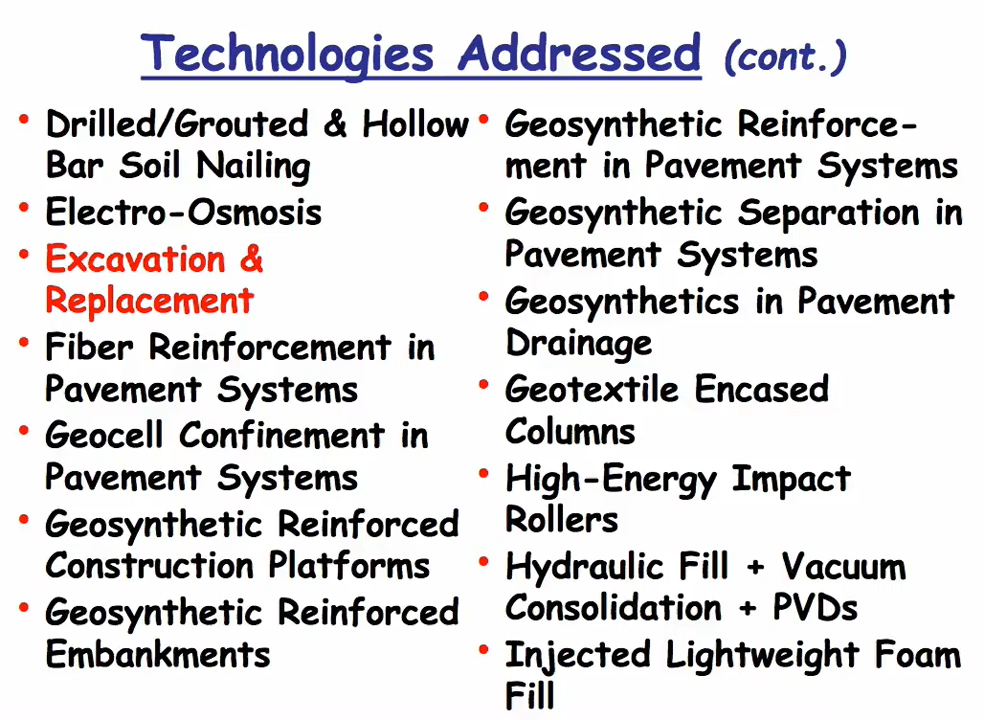 Technologies Addressed (cont.)
• Drilled/Grouted & Hollow
Bar Soil Nailing
• Electro-Osmosis
• Excavation &
Replacement
• Fiber Reinforcement in
Pavement Systems
• Geocell Confinement in
Pavement Systems
• Geosynthetic Reinforced
Construction Platforms
• Geosynthetic Reinforced
Embankments
• Geosynthetic Reinforce-
ment in Pavement Systems
• Geosynthetic Separation in
Pavement Systems
• Geosynthetics in Pavement
Drainage
• Geotextile Encased
Columns
• High-Energy Impact
Rollers
• Hydraulic Fill + Vacuum
Consolidation + PVDs
• Injected Lightweight Foam
Fill